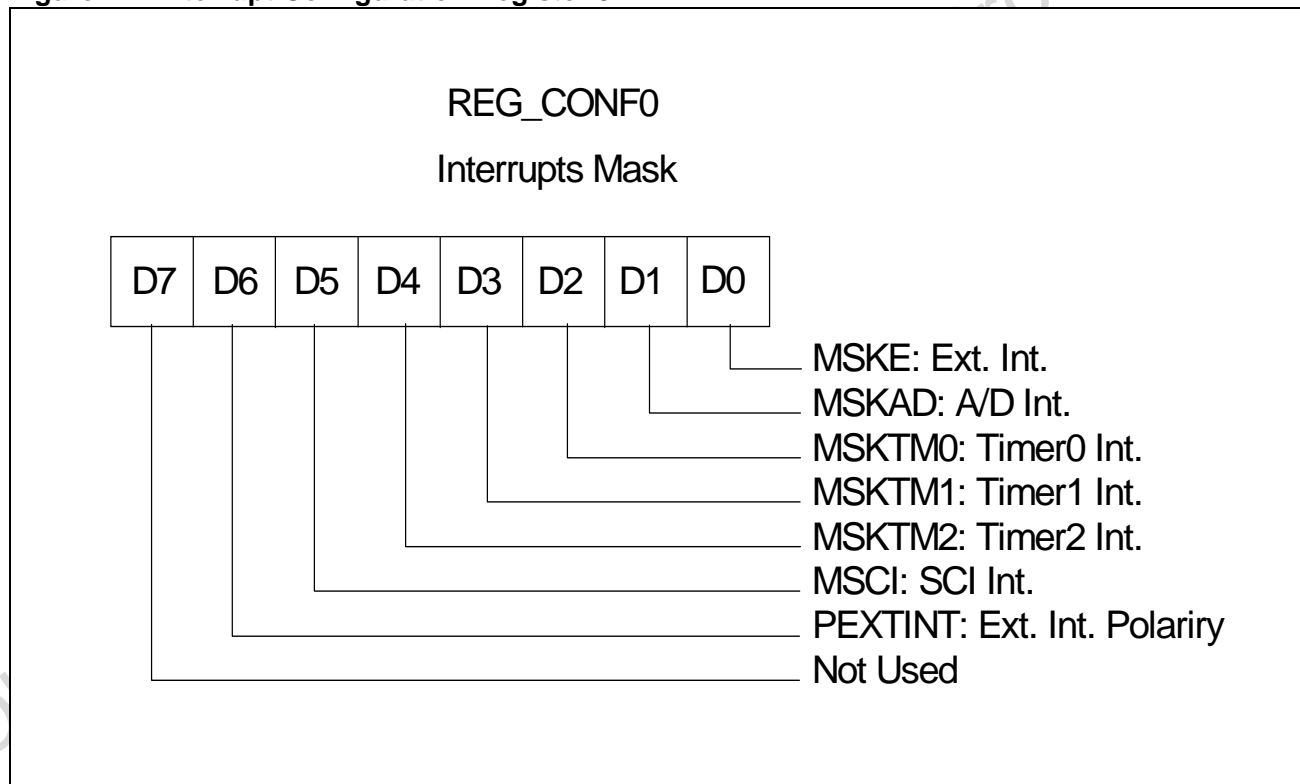 REG_CONF0
Interrupts Mask
D7 D6 D5 D4 D3 D2 D1 D0
MSKE: Ext. Int.
MSKAD: A/D Int.
MSKTM0: Timer0 Int.
MSKTM1: Timer1 Int.
MSKTM2: Timer2 Int.
MSCI: SCI Int.
PEXTINT: Ext. Int. Polariry
Not Used